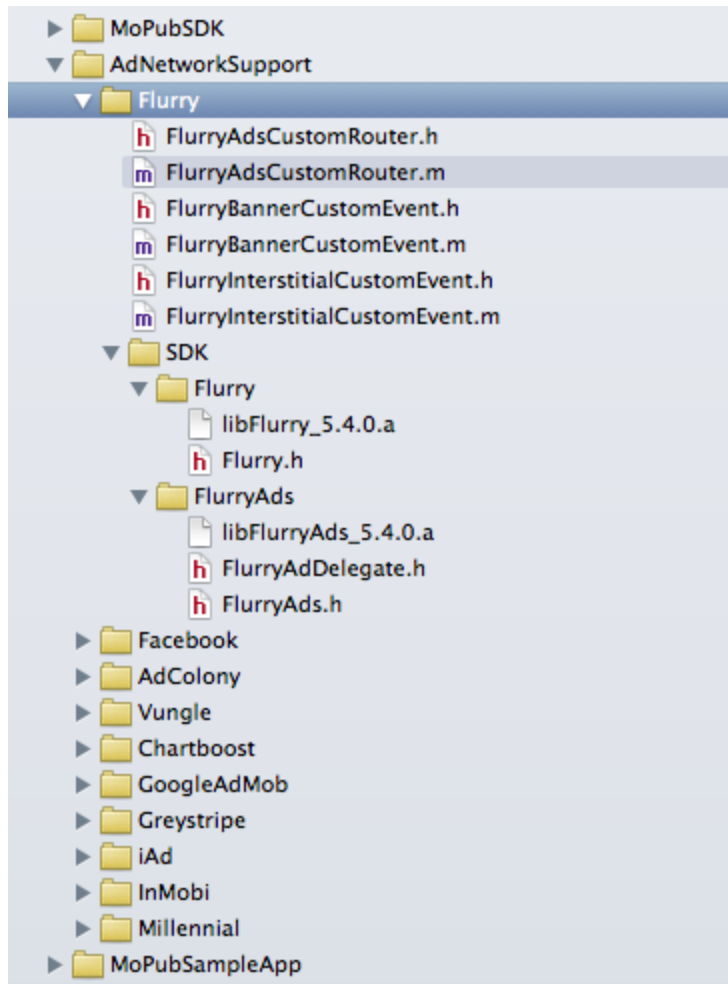 MoPubSDK
AdNetworkSupport
Flurry
h FlurryAdsCustomRouter.h
m FlurryAdsCustomRouter.m
h FlurryBannerCustomEvent.h
m FlurryBannerCustomEvent.m
h FlurryInterstitialCustomEvent.h
m FlurryInterstitialCustomEvent.m
SDK
Flurry
libFlurry_5.4.0.a
h Flurry.h
FlurryAds
libFlurryAds_5.4.0.a
h FlurryAdDelegate.h
h FlurryAds.h
Facebook
AdColony
Vungle
Chartboost
GoogleAdMob
Greystripe
iAd
InMobi
Millennial
MoPubSampleApp